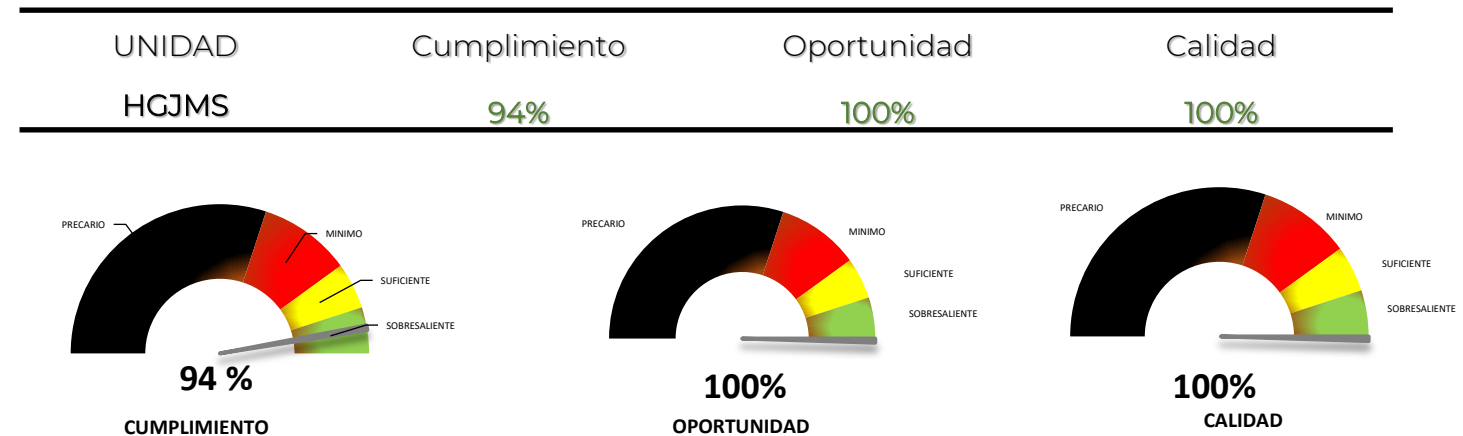 UNIDAD Cumplimiento Oportunidad Calidad
HGJMS 94% 100% 100%
PRECARIO
MINIMO
SUFICIENTE
SOBRESALIENTE
94 %
CUMPLIMIENTO
PRECARIO
MINIMO
SUFICIENTE
SOBRESALIENTE
100%
OPORTUNIDAD
PRECARIO
MINIMO
SUFICIENTE
SOBRESALIENTE
100%
CALIDAD